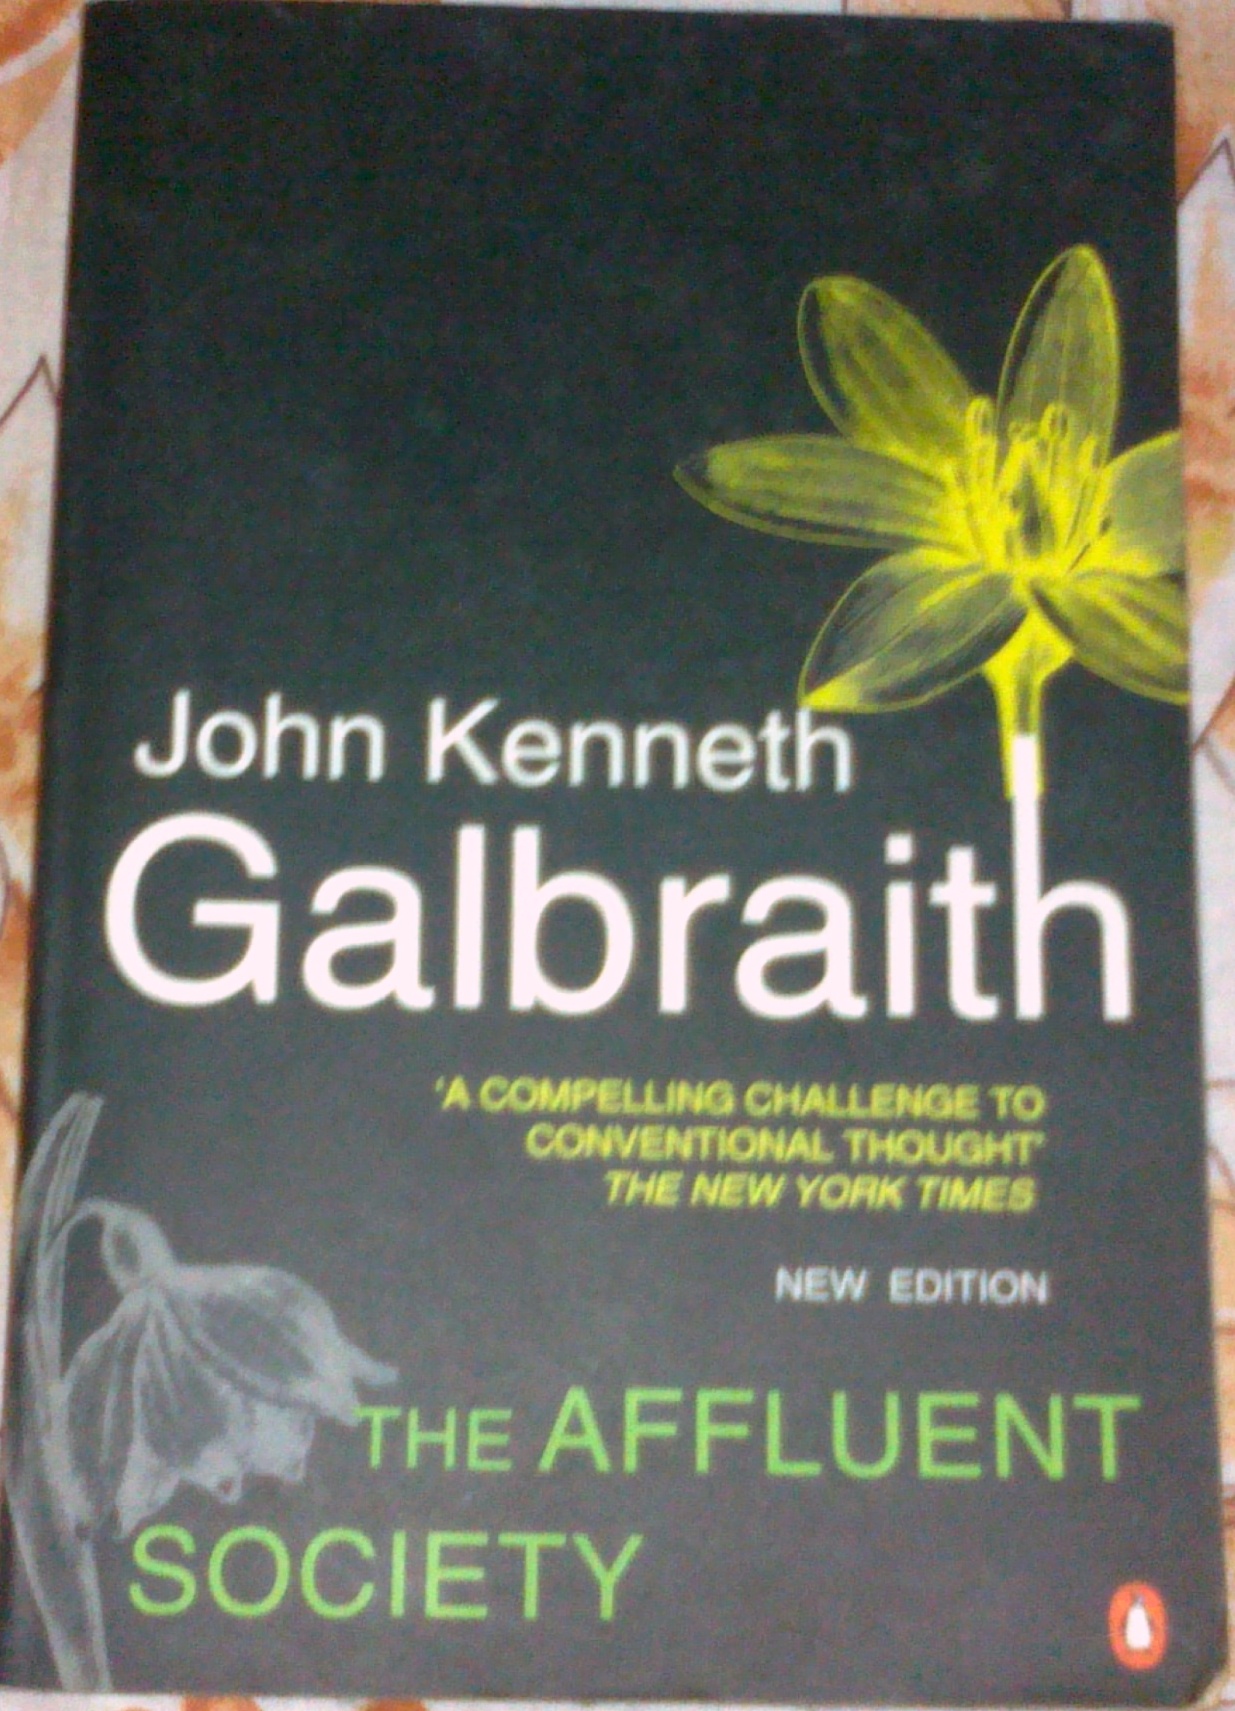 John Kenneth
Galbraith
'A COMPELLING CHALLENGE TO
CONVENTIONAL THOUGHT'
THE NEW YORK TIMES
NEW EDITION
THE AFFLUENT
SOCIETY